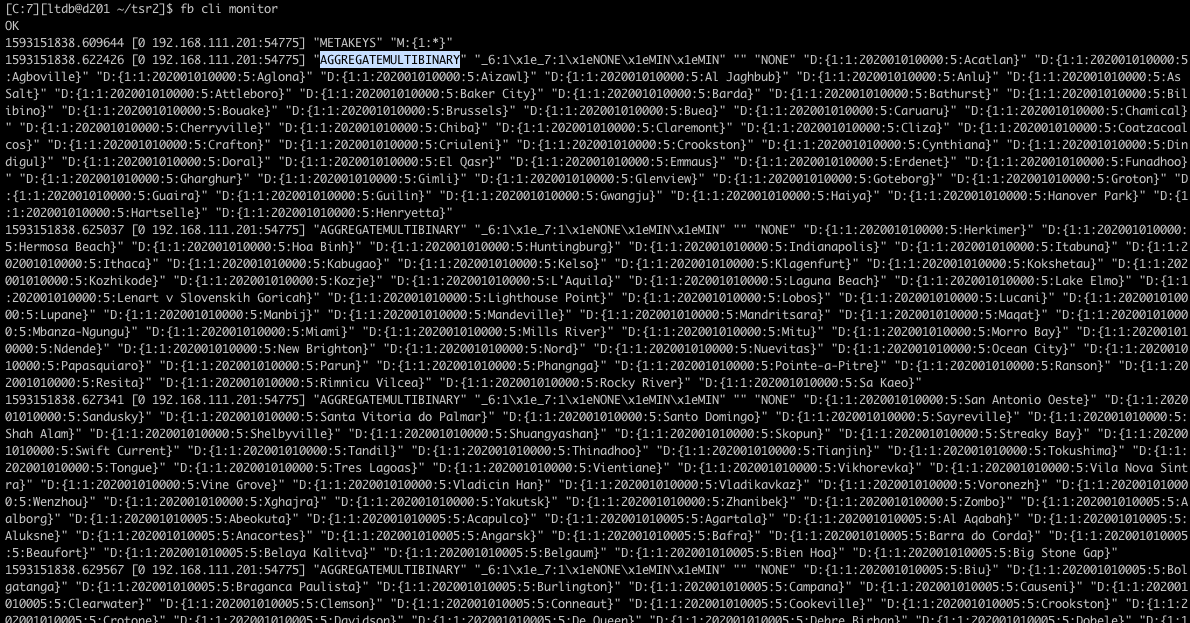 [C:7][ltdb@d201 ~/tsr2]$ fb cli monitor
OK
1593151838.609644 [0 192.168.111.201:54775] "METAKEYS" "M:{1:*}"
1593151838.622426 [0 192.168.111.201:54775] "AGGREGATEMULTIBINARY" "_6:1\x1e_7:1\x1eNONE\x1eMIN\x1eMIN" "" "NONE" "D:{1:1:202001010000:5:Acatlan}" "D:{1:1:202001010000:5
:Agboville}" "D:{1:1:202001010000:5:Aglona}" "D:{1:1:202001010000:5:Aizawl}" "D:{1:1:202001010000:5:Al Jaghbub}" "D:{1:1:202001010000:5:Anlu}" "D:{1:1:202001010000:5:As
Salt}" "D:{1:1:202001010000:5:Attleboro}" "D:{1:1:202001010000:5:Baker City}" "D:{1:1:202001010000:5:Barda}" "D:{1:1:202001010000:5:Bathurst}" "D:{1:1:202001010000:5:Bil
ibino}" "D:{1:1:202001010000:5:Bouake}" "D:{1:1:202001010000:5:Brussels}" "D:{1:1:202001010000:5:Buea}" "D:{1:1:202001010000:5:Caruaru}" "D:{1:1:202001010000:5:Chamical}
" "D:{1:1:202001010000:5:Cherryville}" "D:{1:1:202001010000:5:Chiba}" "D:{1:1:202001010000:5:Claremont}" "D:{1:1:202001010000:5:Cliza}" "D:{1:1:202001010000:5:Coatzacoal
cos}" "D:{1:1:202001010000:5:Crafton}" "D:{1:1:202001010000:5:Criuleni}" "D:{1:1:202001010000:5:Crookston}" "D:{1:1:202001010000:5:Cynthiana}" "D:{1:1:202001010000:5:Din
digul}" "D:{1:1:202001010000:5:Doral}" "D:{1:1:202001010000:5:El Qasr}" "D:{1:1:202001010000:5:Emmaus}" "D:{1:1:202001010000:5:Erdenet}" "D:{1:1:202001010000:5:Funadhoo}
" "D:{1:1:202001010000:5:Gharghur}" "D:{1:1:202001010000:5:Gimli}" "D:{1:1:202001010000:5:Glenview}" "D:{1:1:202001010000:5:Goteborg}" "D:{1:1:202001010000:5:Groton}" "D
:{1:1:202001010000:5:Guaira}" "D:{1:1:202001010000:5:Guilin}" "D:{1:1:202001010000:5:Gwangju}" "D:{1:1:202001010000:5:Haiya}" "D:{1:1:202001010000:5:Hanover Park}" "D:{1
:1:202001010000:5:Hartselle}" "D:{1:1:202001010000:5:Henryetta}"
1593151838.625037 [0 192.168.111.201:54775] "AGGREGATEMULTIBINARY" "_6:1\x1e_7:1\x1eNONE\x1eMIN\x1eMIN" "" "NONE" "D:{1:1:202001010000:5:Herkimer}" "D:{1:1:202001010000:
5:Hermosa Beach}" "D:{1:1:202001010000:5:Hoa Binh}" "D:{1:1:202001010000:5:Huntingburg}" "D:{1:1:202001010000:5:Indianapolis}" "D:{1:1:202001010000:5:Itabuna}" "D:{1:1:2
02001010000:5:Ithaca}" "D:{1:1:202001010000:5:Kabugao}" "D:{1:1:202001010000:5:Kelso}" "D:{1:1:202001010000:5:Klagenfurt}" "D:{1:1:202001010000:5:Kokshetau}" "D:{1:1:202
001010000:5:Kozhikode}" "D:{1:1:202001010000:5:Kozje}" "D:{1:1:202001010000:5:L'Aquila}" "D:{1:1:202001010000:5:Laguna Beach}" "D:{1:1:202001010000:5:Lake Elmo}" "D:{1:1
:202001010000:5:Lenart v Slovenskih Goricah}" "D:{1:1:202001010000:5:Lighthouse Point}" "D:{1:1:202001010000:5:Lobos}" "D:{1:1:202001010000:5:Lucani}" "D:{1:1:2020010100
00:5:Lupane}" "D:{1:1:202001010000:5:Manbij}" "D:{1:1:202001010000:5:Mandeville}" "D:{1:1:202001010000:5:Mandritsara}" "D:{1:1:202001010000:5:Maqat}" "D:{1:1:20200101000
0:5:Mbanza-Ngungu}" "D:{1:1:202001010000:5:Miami}" "D:{1:1:202001010000:5:Mills River}" "D:{1:1:202001010000:5:Mitu}" "D:{1:1:202001010000:5:Morro Bay}" "D:{1:1:20200101
0000:5:Ndende}" "D:{1:1:202001010000:5:New Brighton}" "D:{1:1:202001010000:5:Nord}" "D:{1:1:202001010000:5:Nuevitas}" "D:{1:1:202001010000:5:Ocean City}" "D:{1:1:2020010
10000:5:Papasquiaro}" "D:{1:1:202001010000:5:Parun}" "D:{1:1:202001010000:5:Phangnga}" "D:{1:1:202001010000:5:Pointe-a-Pitre}" "D:{1:1:202001010000:5:Ranson}" "D:{1:1:20
2001010000:5:Resita}" "D:{1:1:202001010000:5:Rimnicu Vilcea}" "D:{1:1:202001010000:5:Rocky River}" "D:{1:1:202001010000:5:Sa Kaeo}"
1593151838.627341 [0 192.168.111.201:54775] "AGGREGATEMULTIBINARY" "_6:1\x1e_7:1\x1eNONE\x1eMIN\x1eMIN" "" "NONE" "D:{1:1:202001010000:5:San Antonio Oeste}" "D:{1:1:2020
01010000:5:Sandusky}" "D:{1:1:202001010000:5:Santa Vitoria do Palmar}" "D:{1:1:202001010000:5:Santo Domingo}" "D:{1:1:202001010000:5:Sayreville}" "D:{1:1:202001010000:5:
Shah Alam}" "D:{1:1:202001010000:5:Shelbyville}" "D:{1:1:202001010000:5:Shuangyashan}" "D:{1:1:202001010000:5:Skopun}" "D:{1:1:202001010000:5:Streaky Bay}" "D:{1:1:20200
1010000:5:Swift Current}" "D:{1:1:202001010000:5:Tandil}" "D:{1:1:202001010000:5:Thinadhoo}" "D:{1:1:202001010000:5:Tianjin}" "D:{1:1:202001010000:5:Tokushima}" "D:{1:1:
202001010000:5:Tongue}" "D:{1:1:202001010000:5:Tres Lagoas}" "D:{1:1:202001010000:5:Vientiane}" "D:{1:1:202001010000:5:Vikhorevka}" "D:{1:1:202001010000:5:Vila Nova Sint
ra}" "D:{1:1:202001010000:5:Vine Grove}" "D:{1:1:202001010000:5:Vladicin Han}" "D:{1:1:202001010000:5:Vladikavkaz}" "D:{1:1:202001010000:5:Voronezh}" "D:{1:1:20200101000
0:5:Wenzhou}" "D:{1:1:202001010000:5:Xghajra}" "D:{1:1:202001010000:5:Yakutsk}" "D:{1:1:202001010000:5:Zhanibek}" "D:{1:1:202001010000:5:Zombo}" "D:{1:1:202001010005:5:A
alborg}" "D:{1:1:202001010005:5:Abeokuta}" "D:{1:1:202001010005:5:Acapulco}" "D:{1:1:202001010005:5:Agartala}" "D:{1:1:202001010005:5:Al Aqabah}" "D:{1:1:202001010005:5:
Aluksne}" "D:{1:1:202001010005:5:Anacortes}" "D:{1:1:202001010005:5:Angarsk}" "D:{1:1:202001010005:5:Bafra}" "D:{1:1:202001010005:5:Barra do Corda}" "D:{1:1:202001010005
:5:Beaufort}" "D:{1:1:202001010005:5:Belaya Kalitva}" "D:{1:1:202001010005:5:Belgaum}" "D:{1:1:202001010005:5:Bien Hoa}" "D:{1:1:202001010005:5:Big Stone Gap}"
1593151838.629567 [0 192.168.111.201:54775] "AGGREGATEMULTIBINARY" "_6:1\x1e_7:1\x1eNONE\x1eMIN\x1eMIN" "" "NONE" "D:{1:1:202001010005:5:Biu}" "D:{1:1:202001010005:5:Bol
gatanga}" "D:{1:1:202001010005:5:Braganca Paulista}" "D:{1:1:202001010005:5:Burlington}" "D:{1:1:202001010005:5:Campana}" "D:{1:1:202001010005:5:Causeni}" "D:{1:1:202001
010005:5:Clearwater}" "D:{1:1:202001010005:5:Clemson}" "D:{1:1:202001010005:5:Conneaut}" "D:{1:1:202001010005:5:Cookeville}" "D:{1:1:202001010005:5:Crookston}" "D:{1:1:2
02001010005:5:Crotone}" "D:{1:1:202001010005:5:Davidson}" "D:{1:1:202001010005:5:De Queen}" "D:{1:1:202001010005:5:Debre Birhan}" "D:{1:1:202001010005:5:Dobele}" "D:{1:1